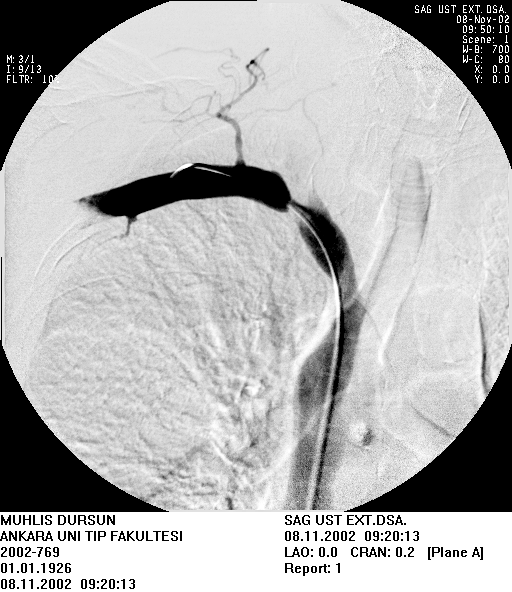 SAG UST EXT.DSA.
08-Nov-02
09:50:10
Scene: 1
W-B: 700
W-C: 80
X: 0.0
Y: 0.0
M: 3/1
I: 9/13
FLTR:
MUHLIS DURSUN
ANKARA UNI TIP FAKULTESI
2002-769
01.01.1926
08.11.2002 09:20:13
SAG UST EXT.DSA.
08.11.2002 09:20:13
LAO: 0.0 CRAN: 0.2 [Plane A]
Report: 1